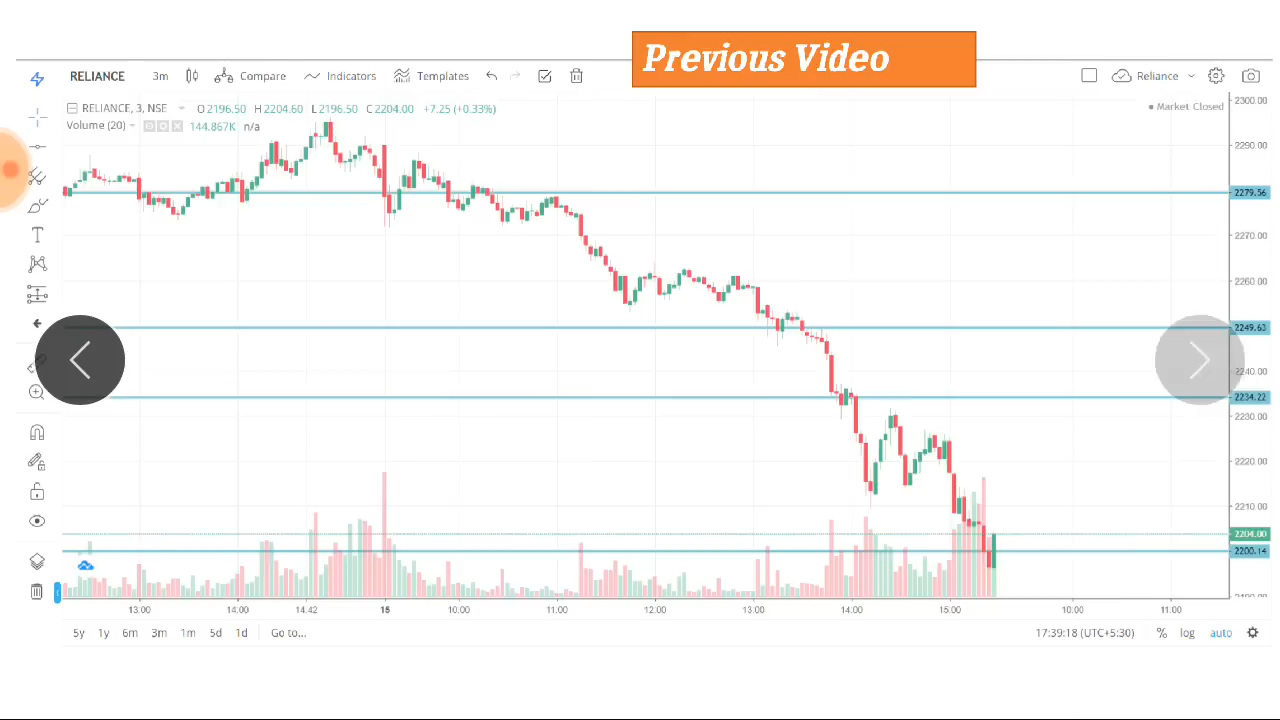 Previous Video
RELIANCE 3m Compare Indicators Templates Reliance
RELIANCE, 3, NSE O2196.50 H2204.60 L2196.50 C2204.00 +7.25 (+0.33%)
Market Closed
Volume (20) 144.867K n/a
2300.00
2290.00
2279.56
2270.00
2260.00
2249.63
2240.00
2234.22
2230.00
2220.00
2210.00
2204.00
2200.14
13:00 14:00 14:42 15 10:00 11:00 12:00 13:00 14:00 15:00 10:00 11:00
5y 1y 6m 3m 1m 5d 1d Go to... 17:39:18 (UTC+5:30) % log auto